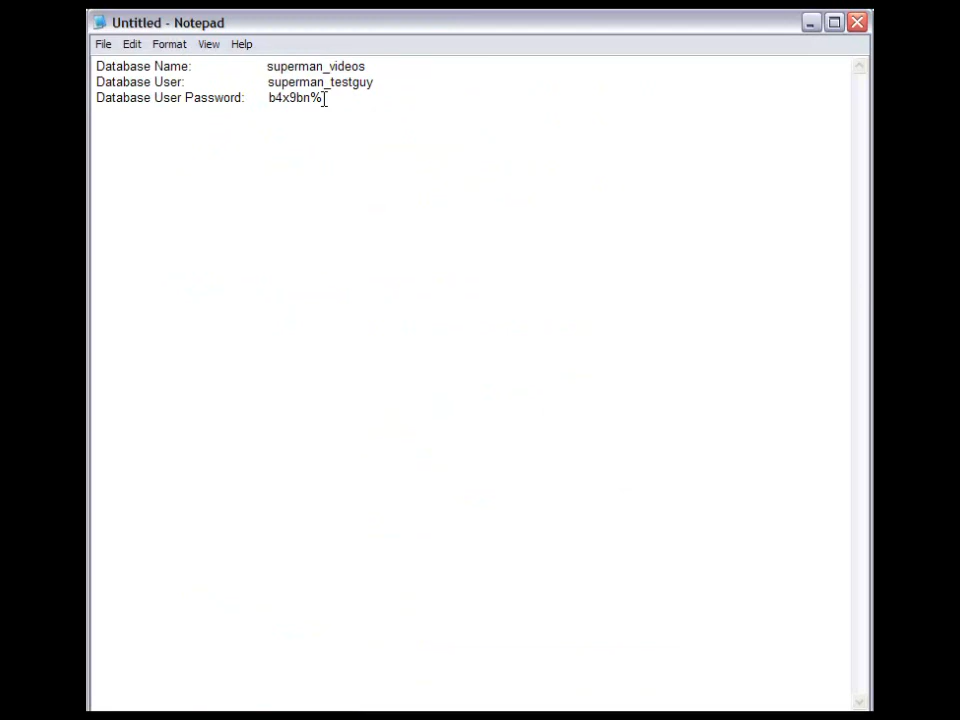 Untitled - Notepad
File Edit Format View Help
Database Name: superman_videos
Database User: superman_testguy
Database User Password: b4x9bn%